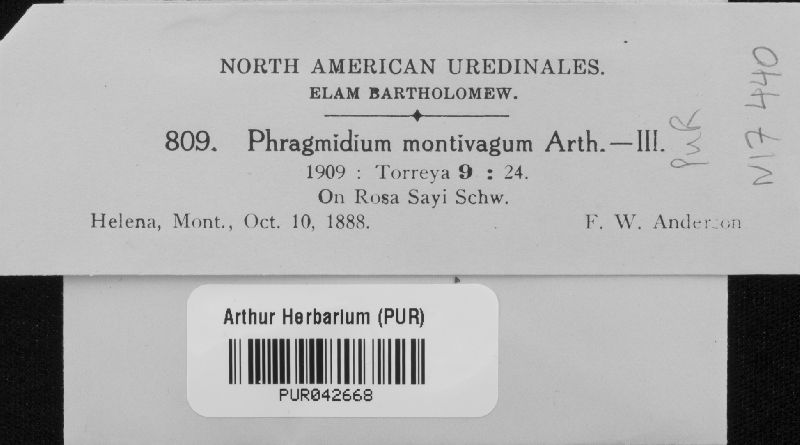 NORTH AMERICAN UREDINALES.
ELAM BARTHOLOMEW.
809. Phragmidium montivagum Arth.—III.
1909 : Torreya 9 : 24.
On Rosa Sayi Schw.
Helena, Mont., Oct. 10, 1888. F. W. Anderson
PUR
N17 440
Arthur Herbarium (PUR)
PUR042668